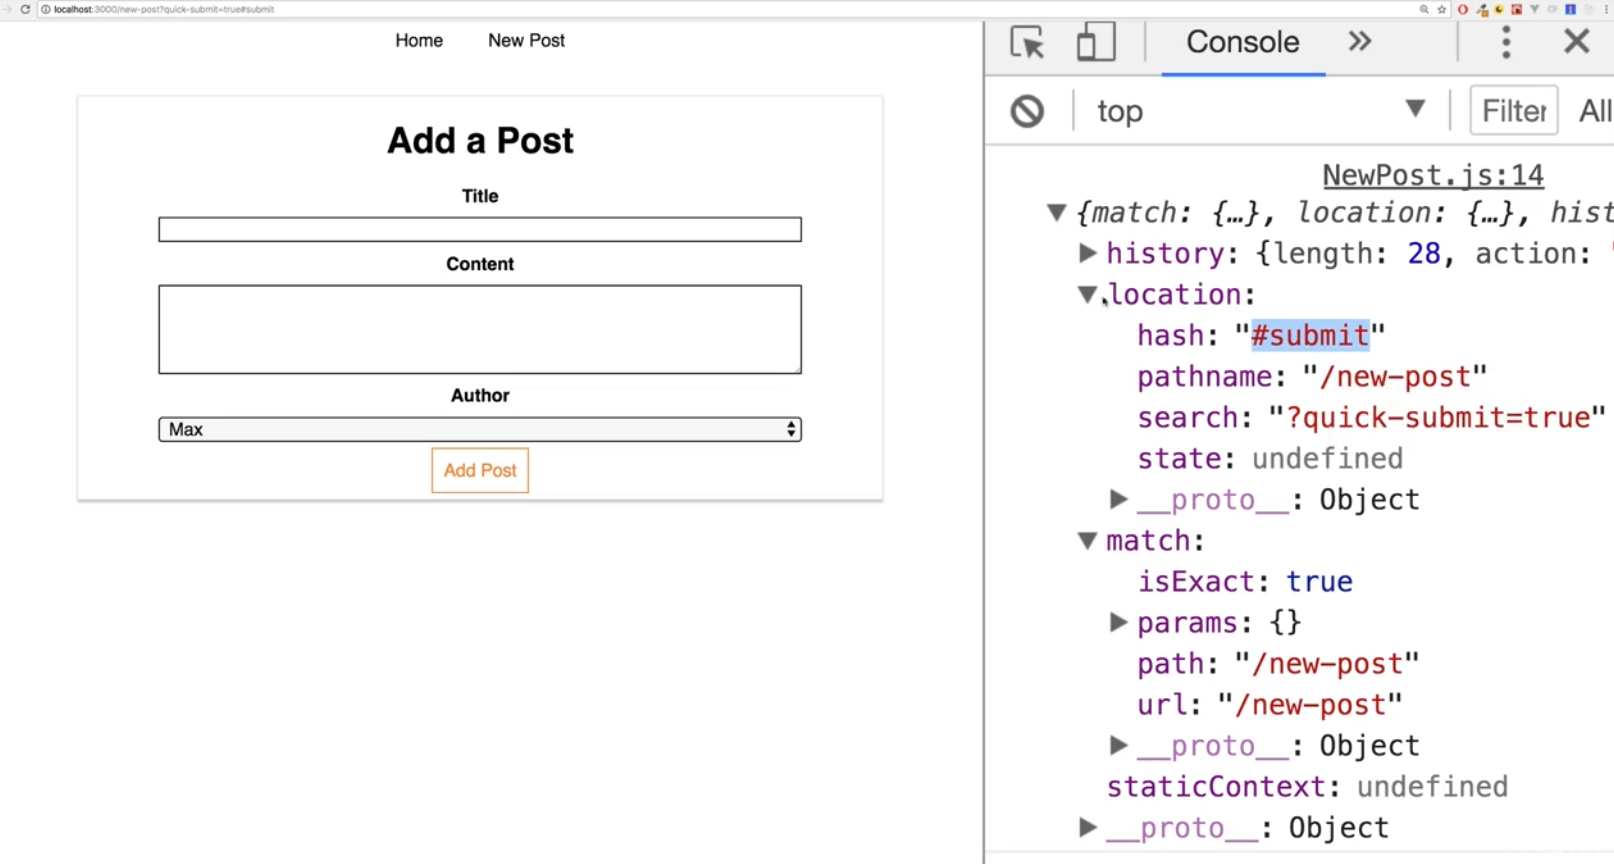 localhost:3000/new-post?quick-submit=true#submit
Home New Post
Add a Post
Title
Content
Author
Max
Add Post
Console
top Filter All
NewPost.js:14
{match: {…}, location: {…}, hist
history: {length: 28, action: "
location:
hash: "#submit"
pathname: "/new-post"
search: "?quick-submit=true"
state: undefined
__proto__: Object
match:
isExact: true
params: {}
path: "/new-post"
url: "/new-post"
__proto__: Object
staticContext: undefined
__proto__: Object